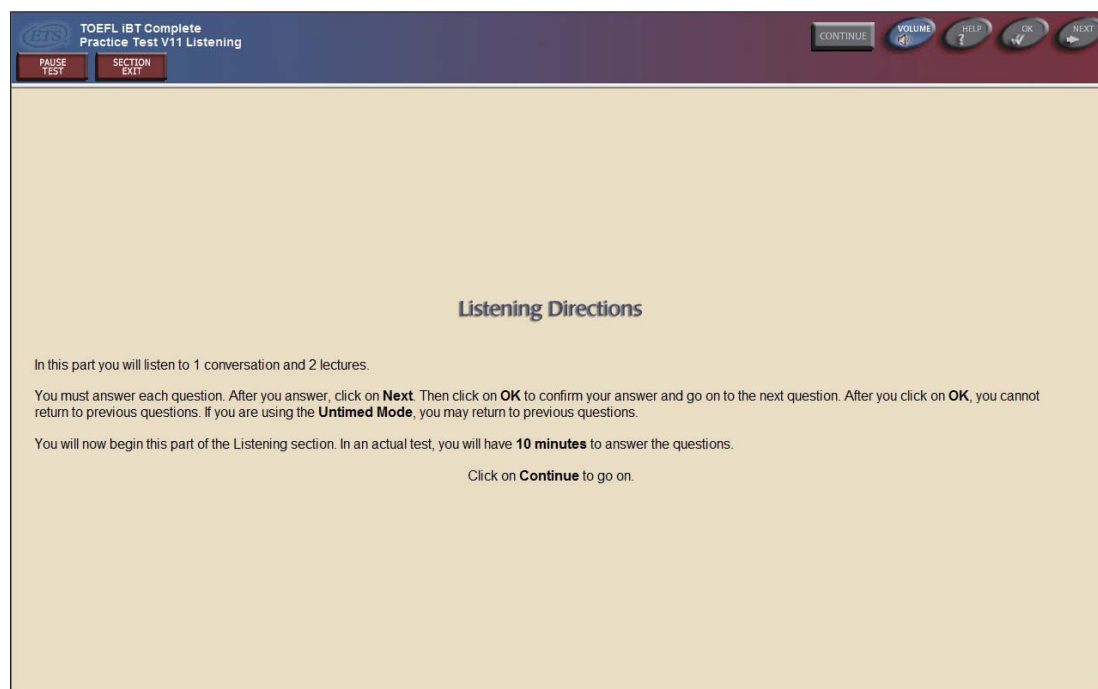 ETS
TOEFL iBT Complete
Practice Test V11 Listening
PAUSE
TEST
SECTION
EXIT
CONTINUE
VOLUME
HELP
?
OK
NEXT
Listening Directions
In this part you will listen to 1 conversation and 2 lectures.
You must answer each question. After you answer, click on Next. Then click on OK to confirm your answer and go on to the next question. After you click on OK, you cannot
return to previous questions. If you are using the Untimed Mode, you may return to previous questions.
You will now begin this part of the Listening section. In an actual test, you will have 10 minutes to answer the questions.
Click on Continue to go on.